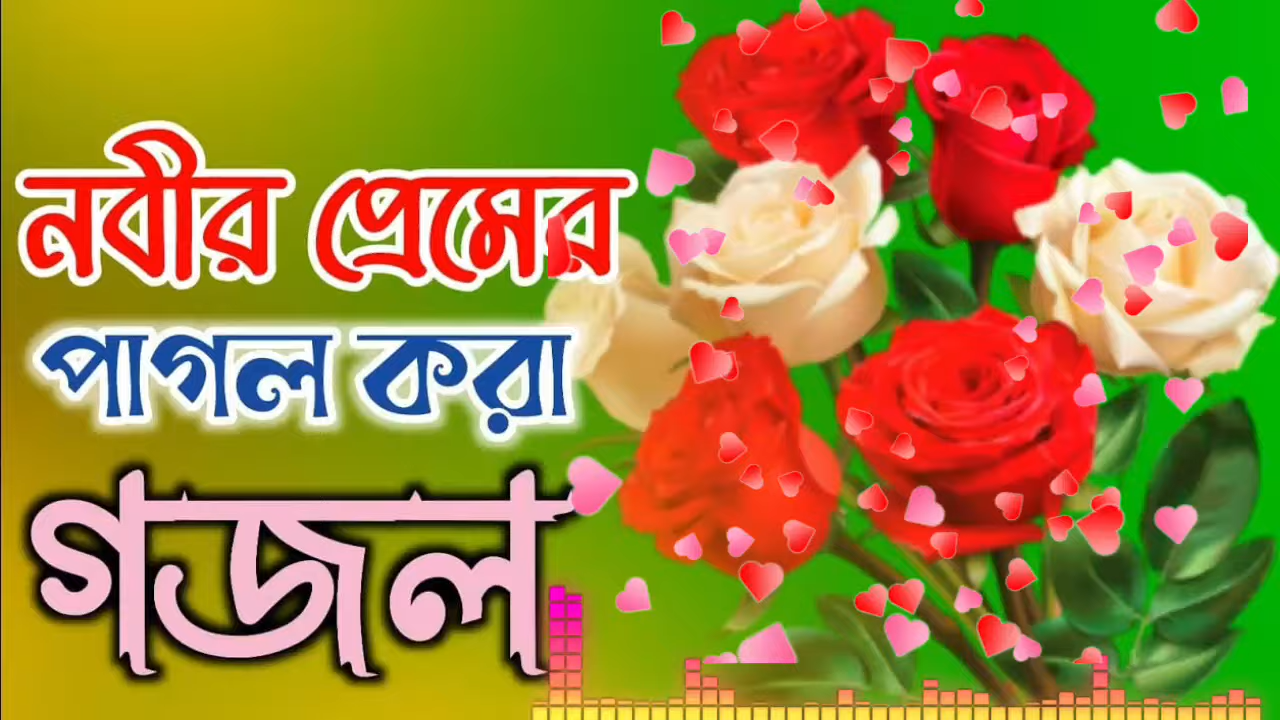 নবীর প্রেমের
পাগল করা
গজল